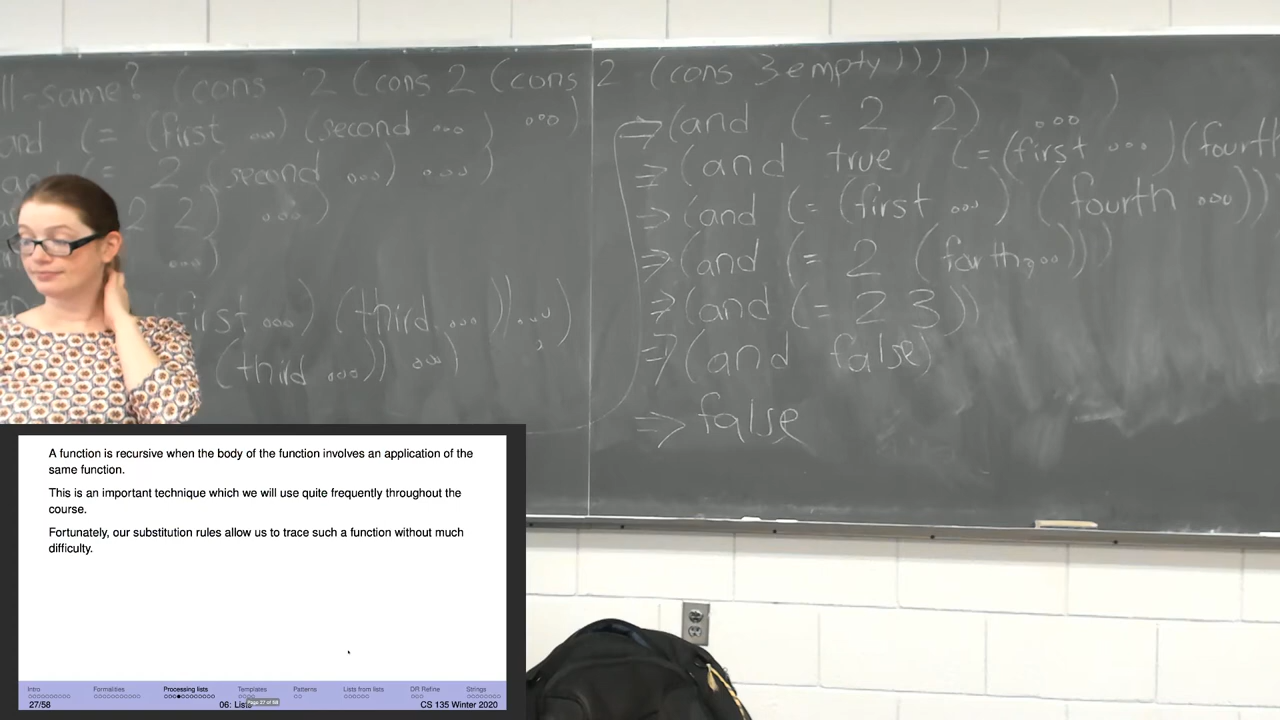 ll-same? (cons 2 (cons 2 (cons 2 (cons 3 empty)))))
and (= (first ...) (second ...) ...)
(= 2 (second ...) ...)
2 2) ...)
...)
first ...) (third ...)) ...)
(third ...)) ...)
⇒ (and (= 2 2) ...)
⇒ (and true (= (first ...) (fourth
⇒ (and (= (first ...) (fourth ...))
⇒ (and (= 2 (forth ...)))
⇒ (and (= 2 3))
⇒ (and false)
⇒ false
A function is recursive when the body of the function involves an application of the
same function.
This is an important technique which we will use quite frequently throughout the
course.
Fortunately, our substitution rules allow us to trace such a function without much
difficulty.
Intro Formalities Processing lists Templates Patterns Lists from lists DR Refine Strings
27/58 06: Lists Page 27 of 58 CS 135 Winter 2020